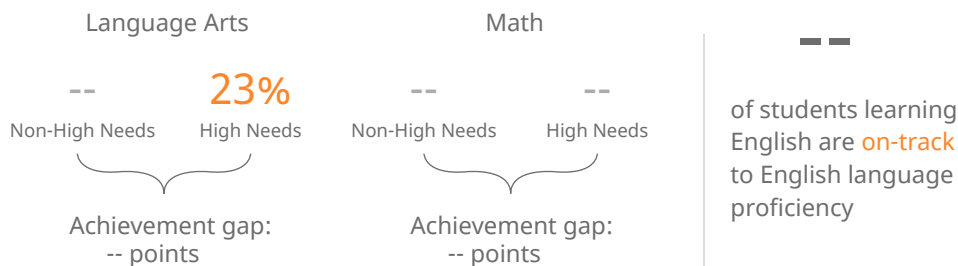 Language Arts
-- 23%
Non-High Needs High Needs
Achievement gap:
-- points
Math
-- --
Non-High Needs High Needs
Achievement gap:
-- points
--
of students learning
English are on-track
to English language
proficiency